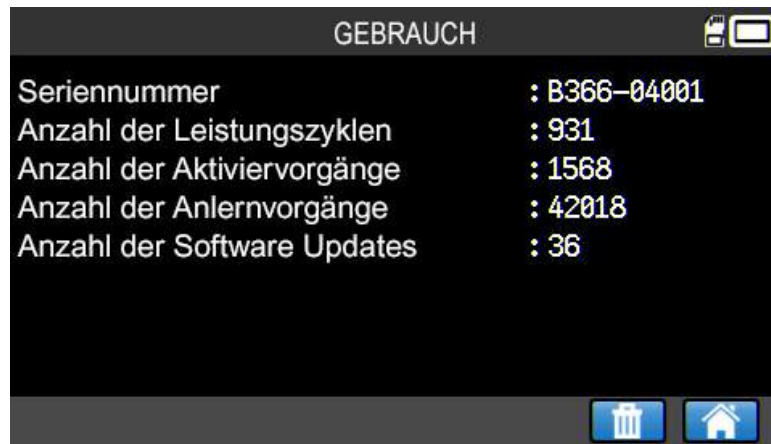 GEBRAUCH
Seriennummer : B366-04001
Anzahl der Leistungszyklen : 931
Anzahl der Aktiviervorgänge : 1568
Anzahl der Anlernvorgänge : 42018
Anzahl der Software Updates : 36